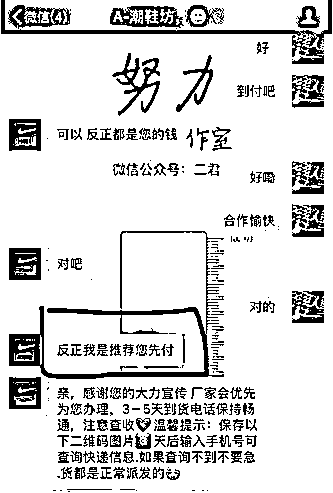 微信(4)
A-潮鞋坊
好
努力
到付吧
可以 反正都是您的钱
作室
微信公众号：二君
好嘞
合作愉快
对吧
对的
反正我是推荐您先付
亲，感谢您的大力宣传 厂家会优先
为您办理，3-5天到货电话保持畅
通，注意查收 温馨提示：保存以
下二维码图片 天后输入手机号可
查询快递信息.如果查询不到不要急
.货都是正常派发的